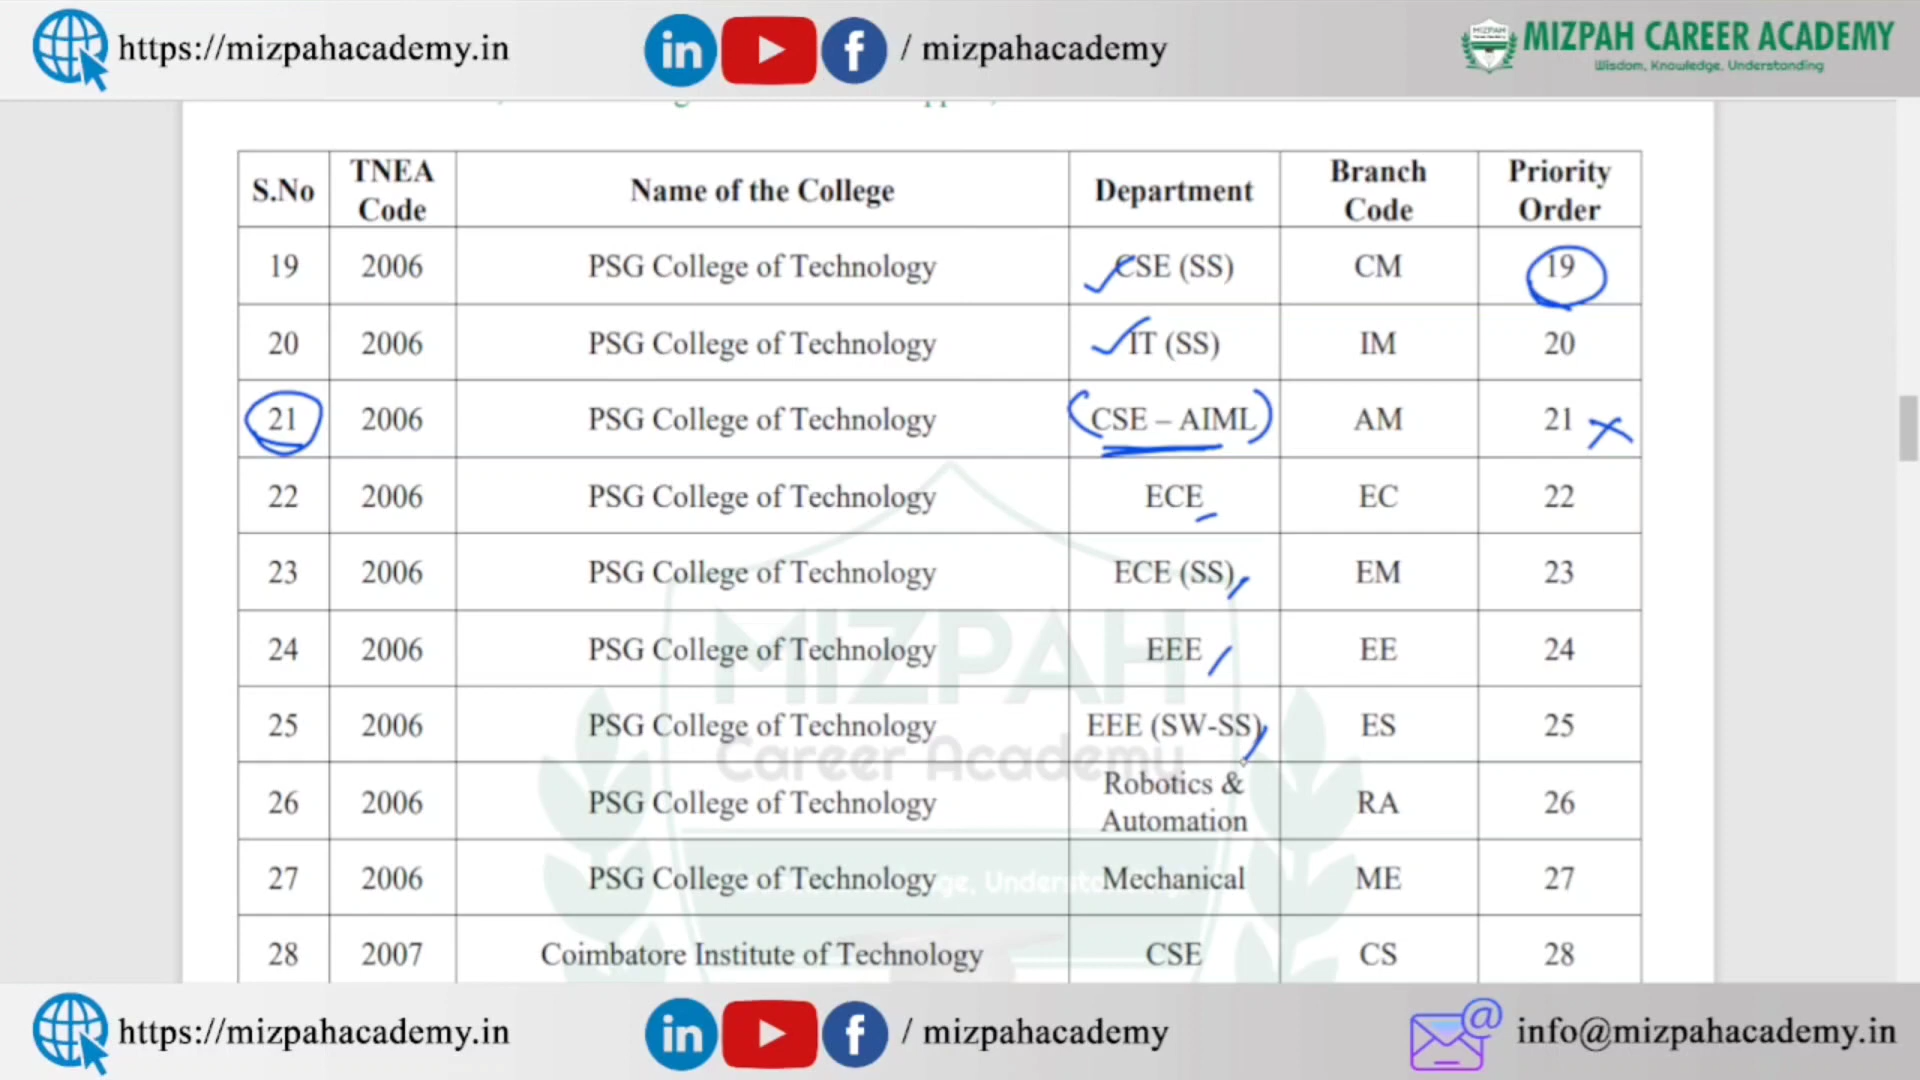 https://mizpahacademy.in
in f / mizpahacademy
MIZPAH
MIZPAH CAREER ACADEMY
Wisdom, Knowledge, Understanding
S.No TNEA Code Name of the College Department Branch Code Priority Order
19 2006 PSG College of Technology CSE (SS) CM 19
20 2006 PSG College of Technology IT (SS) IM 20
21 2006 PSG College of Technology CSE – AIML AM 21
22 2006 PSG College of Technology ECE EC 22
23 2006 PSG College of Technology ECE (SS) EM 23
24 2006 PSG College of Technology EEE EE 24
25 2006 PSG College of Technology EEE (SW-SS) ES 25
26 2006 PSG College of Technology Robotics & Automation RA 26
27 2006 PSG College of Technology Mechanical ME 27
28 2007 Coimbatore Institute of Technology CSE CS 28
MIZPAH
Career Academy
https://mizpahacademy.in
in f / mizpahacademy
@ info@mizpahacademy.in